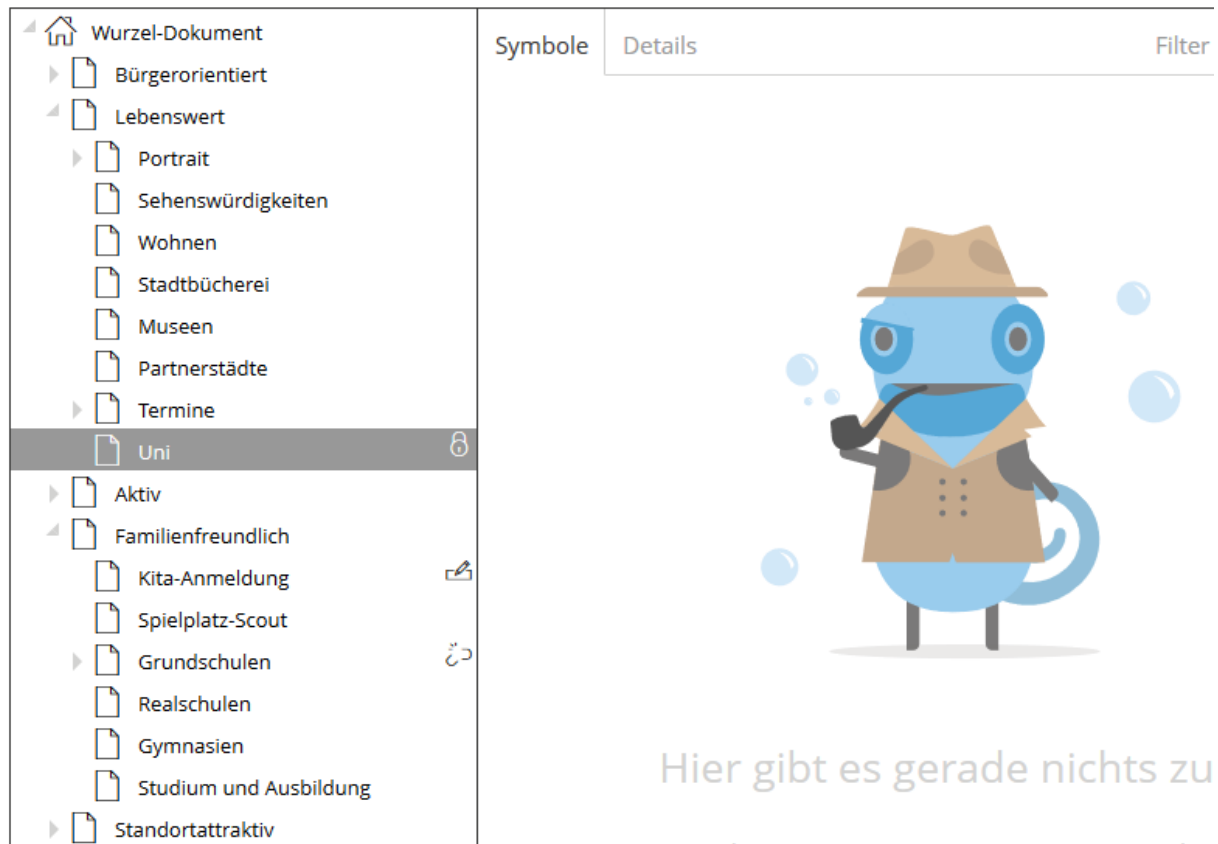 Wurzel-Dokument
Bürgerorientiert
Lebenswert
Portrait
Sehenswürdigkeiten
Wohnen
Stadtbücherei
Museen
Partnerstädte
Termine
Uni
Aktiv
Familienfreundlich
Kita-Anmeldung
Spielplatz-Scout
Grundschulen
Realschulen
Gymnasien
Studium und Ausbildung
Standortattraktiv
Symbole
Details
Filter
Hier gibt es gerade nichts zu